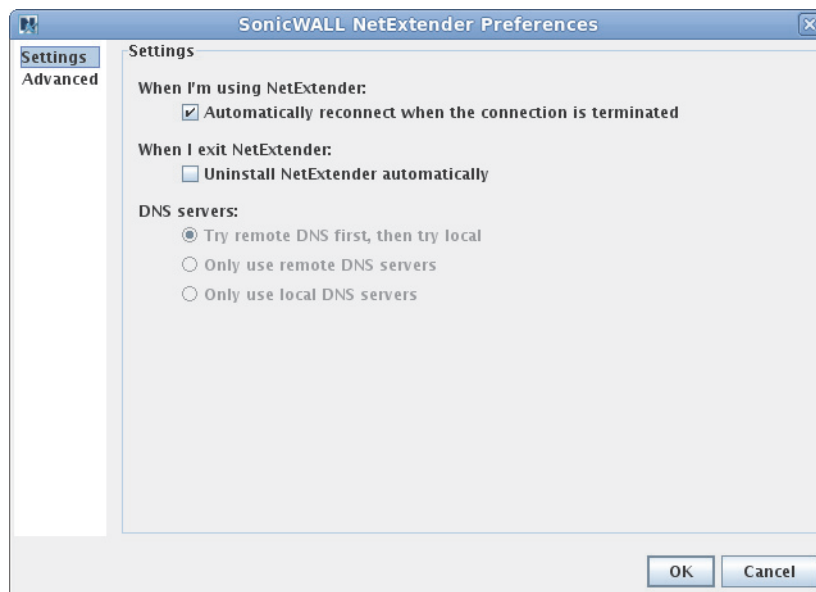 SonicWALL NetExtender Preferences
Settings
Advanced
Settings
When I'm using NetExtender:
Automatically reconnect when the connection is terminated
When I exit NetExtender:
Uninstall NetExtender automatically
DNS servers:
Try remote DNS first, then try local
Only use remote DNS servers
Only use local DNS servers
OK
Cancel